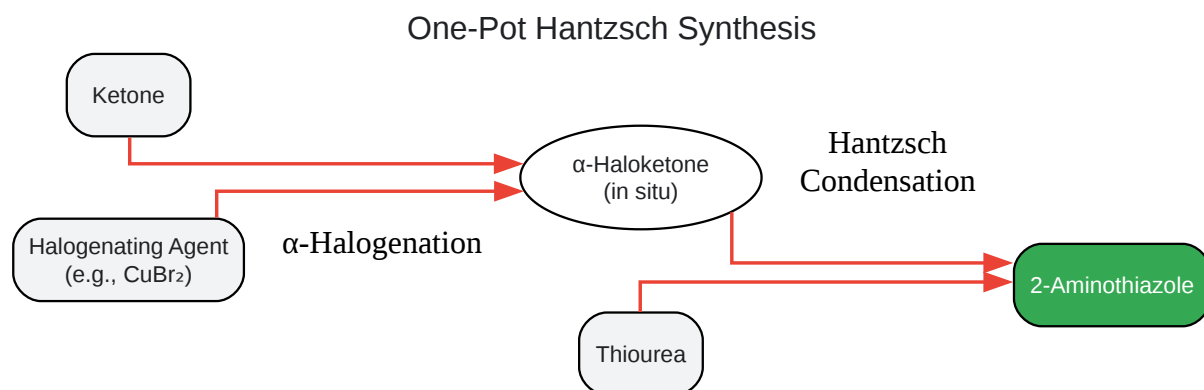 One-Pot Hantzsch Synthesis
Ketone
α-Haloketone
(in situ)
Hantzsch
Condensation
Halogenating Agent
(e.g., CuBr₂)
α-Halogenation
2-Aminothiazole
Thiourea